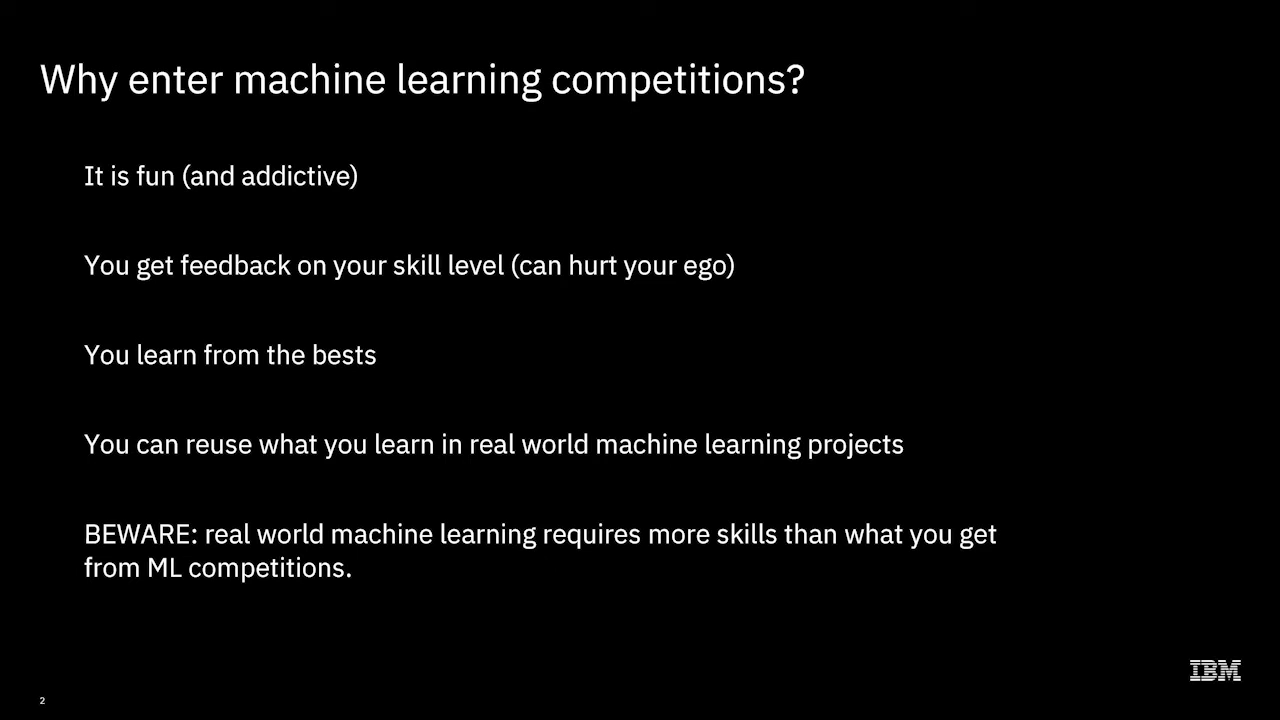 Why enter machine learning competitions?
It is fun (and addictive)
You get feedback on your skill level (can hurt your ego)
You learn from the bests
You can reuse what you learn in real world machine learning projects
BEWARE: real world machine learning requires more skills than what you get
from ML competitions.
IBM
2